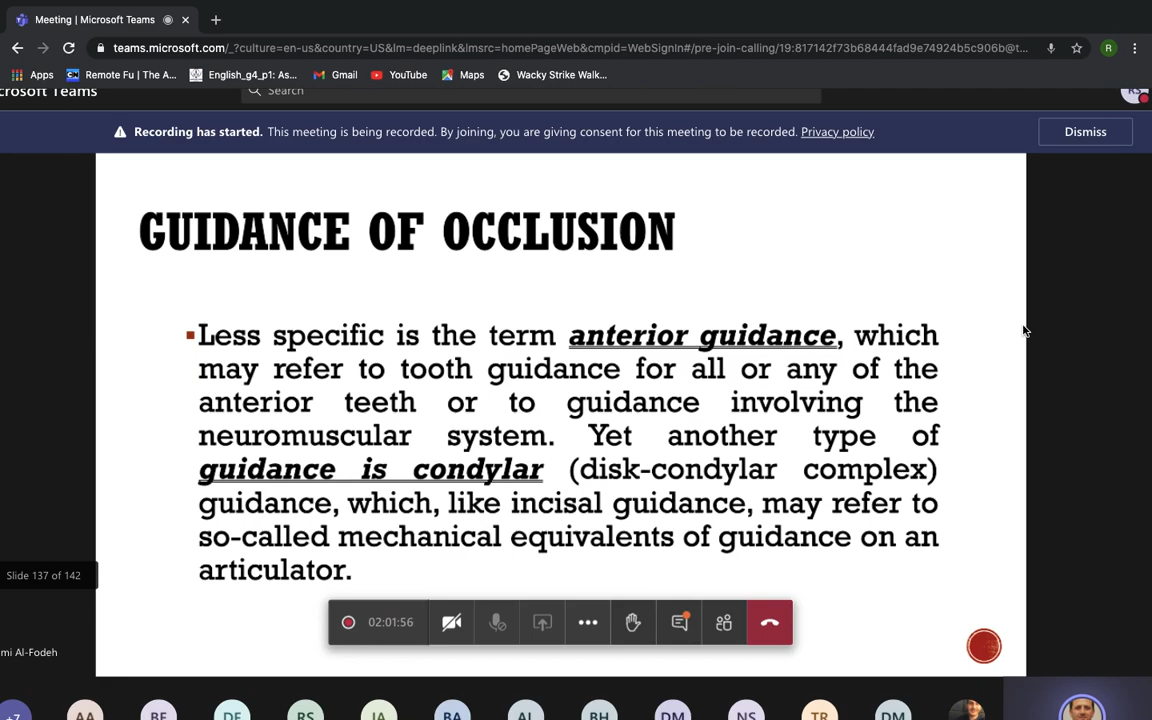 Meeting | Microsoft Teams
teams.microsoft.com/_?culture=en-us&country=US&lm=deeplink&lmsrc=homePageWeb&cmpid=WebSignIn#/pre-join-calling/19:817142f73b68444fad9e74924b5c906b@t...
R
Apps Remote Fu | The A... English_g4_p1: As... Gmail YouTube Maps Wacky Strike Walk...
crosoft Teams Search RS
Recording has started. This meeting is being recorded. By joining, you are giving consent for this meeting to be recorded. Privacy policy Dismiss
GUIDANCE OF OCCLUSION
Less specific is the term anterior guidance, which
may refer to tooth guidance for all or any of the
anterior teeth or to guidance involving the
neuromuscular system. Yet another type of
guidance is condylar (disk-condylar complex)
guidance, which, like incisal guidance, may refer to
so-called mechanical equivalents of guidance on an
articulator.
Slide 137 of 142
02:01:56
mi Al-Fodeh
+7 AA BE DE RS JA BA AL BH DM NS TR DM